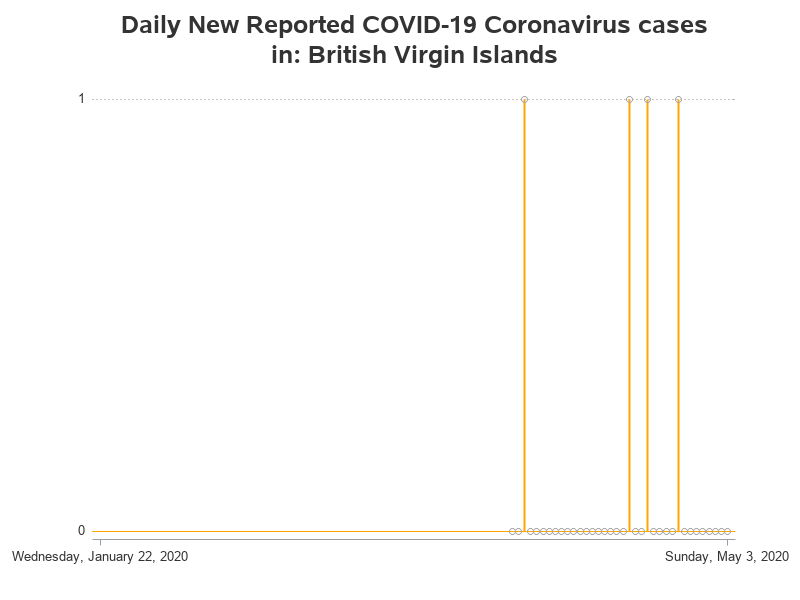 Daily New Reported COVID-19 Coronavirus cases
in: British Virgin Islands
1
0
Wednesday, January 22, 2020
Sunday, May 3, 2020